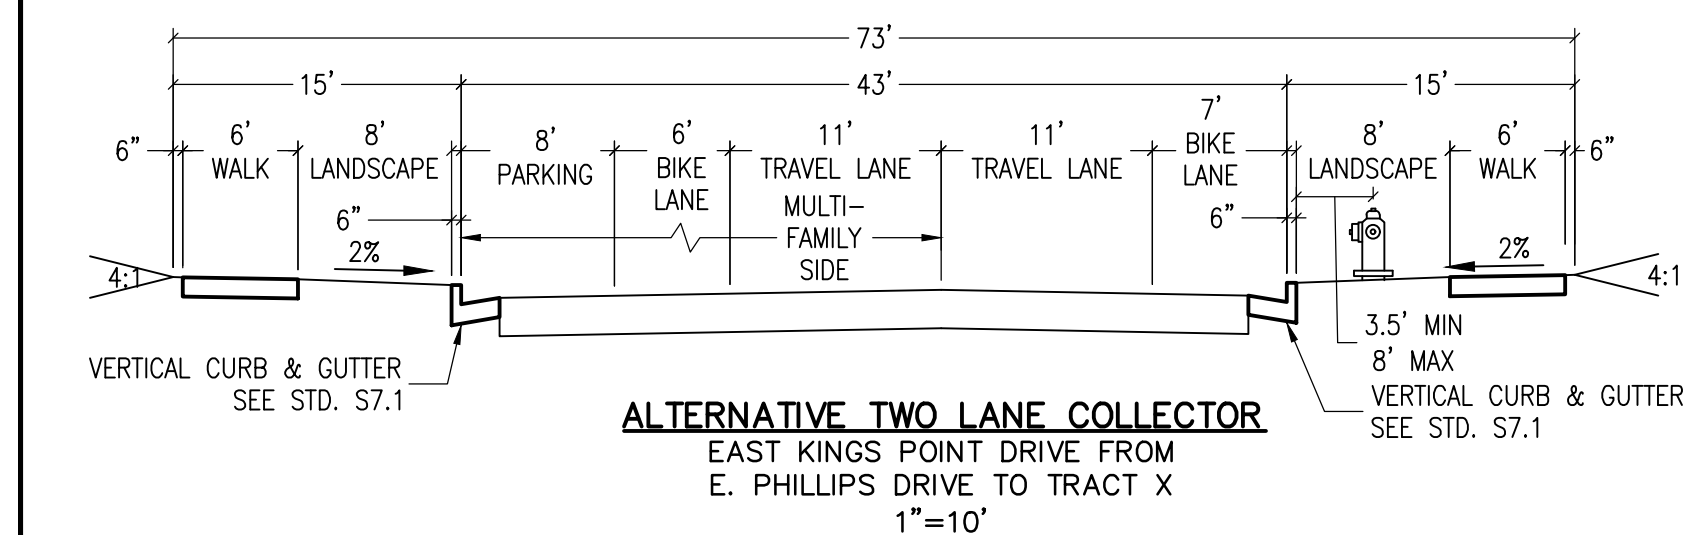 73'
15'
43'
15'
6"
6'
WALK
8'
LANDSCAPE
6"
8'
PARKING
6'
BIKE
LANE
11'
TRAVEL LANE
MULTI-
FAMILY
SIDE
11'
TRAVEL LANE
7'
BIKE
LANE
6"
8'
LANDSCAPE
6'
WALK
6"
2%
2%
4:1
4:1
3.5' MIN
8' MAX
VERTICAL CURB & GUTTER
SEE STD. S7.1
VERTICAL CURB & GUTTER
SEE STD. S7.1
ALTERNATIVE TWO LANE COLLECTOR
EAST KINGS POINT DRIVE FROM
E. PHILLIPS DRIVE TO TRACT X
1"=10'